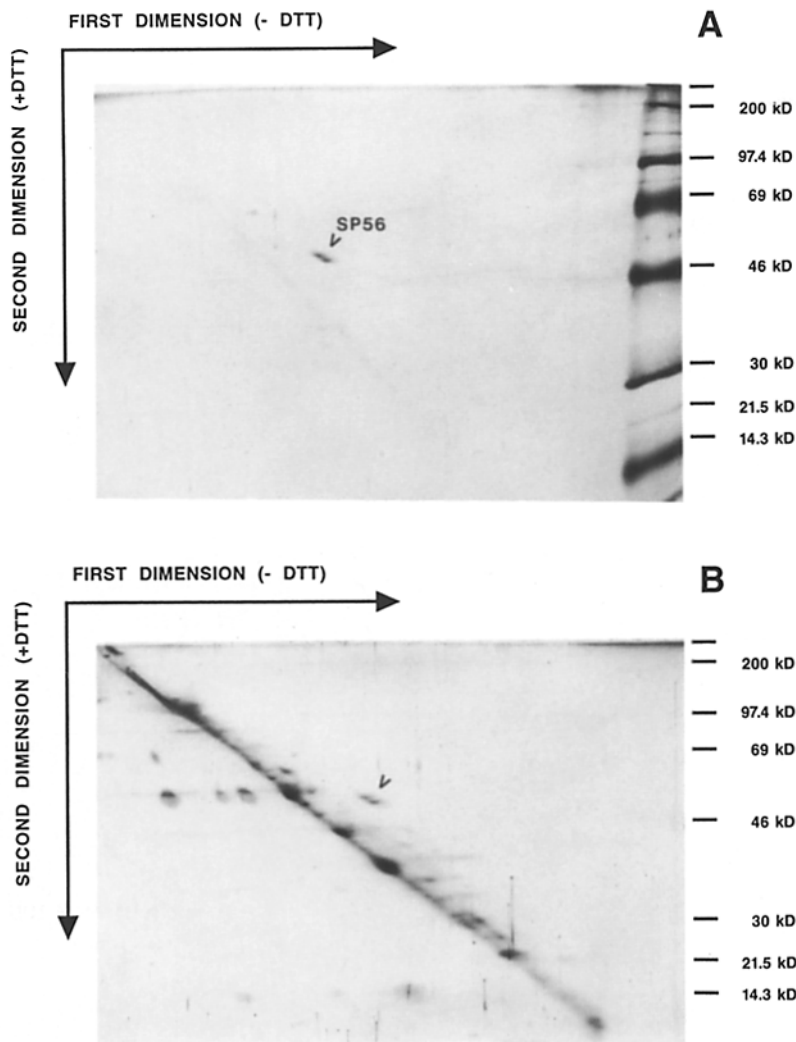 FIRST DIMENSION (- DTT)
A
SECOND DIMENSION (+DTT)
SP56
200 kD
97.4 kD
69 kD
46 kD
30 kD
21.5 kD
14.3 kD
FIRST DIMENSION (- DTT)
B
SECOND DIMENSION (+DTT)
200 kD
97.4 kD
69 kD
46 kD
30 kD
21.5 kD
14.3 kD